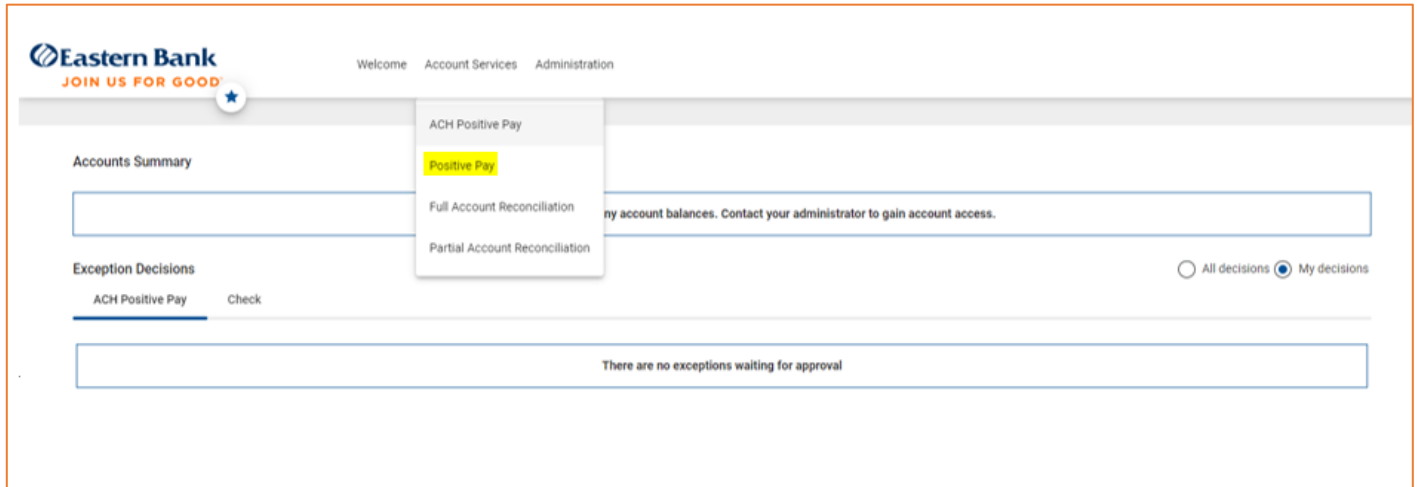 Eastern Bank
JOIN US FOR GOOD
Welcome Account Services Administration
ACH Positive Pay
Accounts Summary
Positive Pay
Full Account Reconciliation
ny account balances. Contact your administrator to gain account access.
Partial Account Reconciliation
Exception Decisions
All decisions My decisions
ACH Positive Pay Check
There are no exceptions waiting for approval